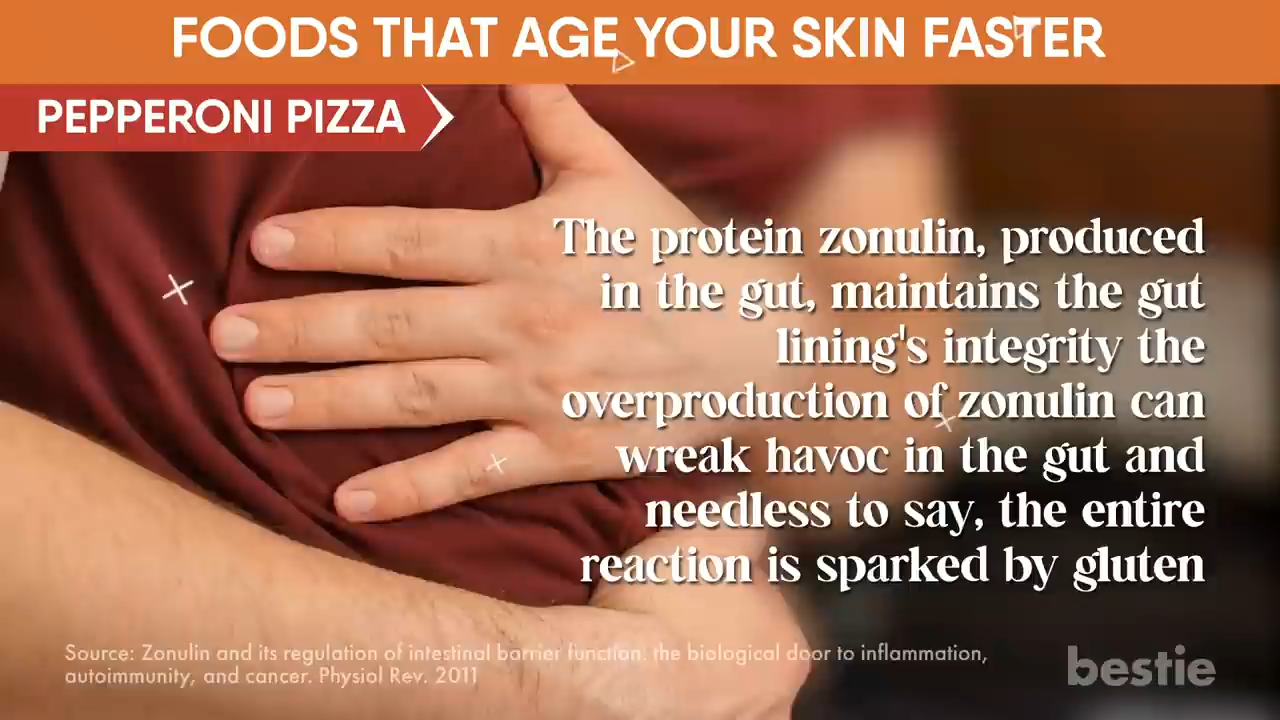 FOODS THAT AGE YOUR SKIN FASTER
PEPPERONI PIZZA
The protein zonulin, produced
in the gut, maintains the gut
lining's integrity the
overproduction of zonulin can
wreak havoc in the gut and
needless to say, the entire
reaction is sparked by gluten
Source: Zonulin and its regulation of intestinal barrier function: the biological door to inflammation,
autoimmunity, and cancer. Physiol Rev. 2011
bestie